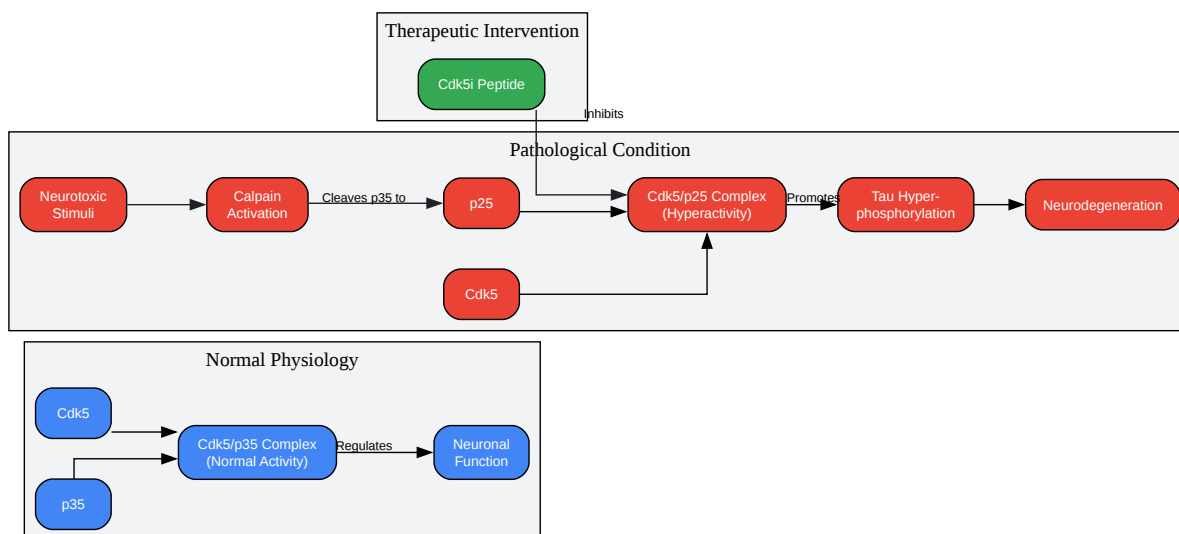 Therapeutic Intervention
Cdk5i Peptide
Inhibits
Pathological Condition
Neurotoxic
Stimuli
Calpain
Activation
Cleaves p35 to
p25
Cdk5/p25 Complex
(Hyperactivity)
Promotes
Tau Hyper-
phosphorylation
Neurodegeneration
Cdk5
Normal Physiology
Cdk5
Cdk5/p35 Complex
(Normal Activity)
Regulates
Neuronal
Function
p35